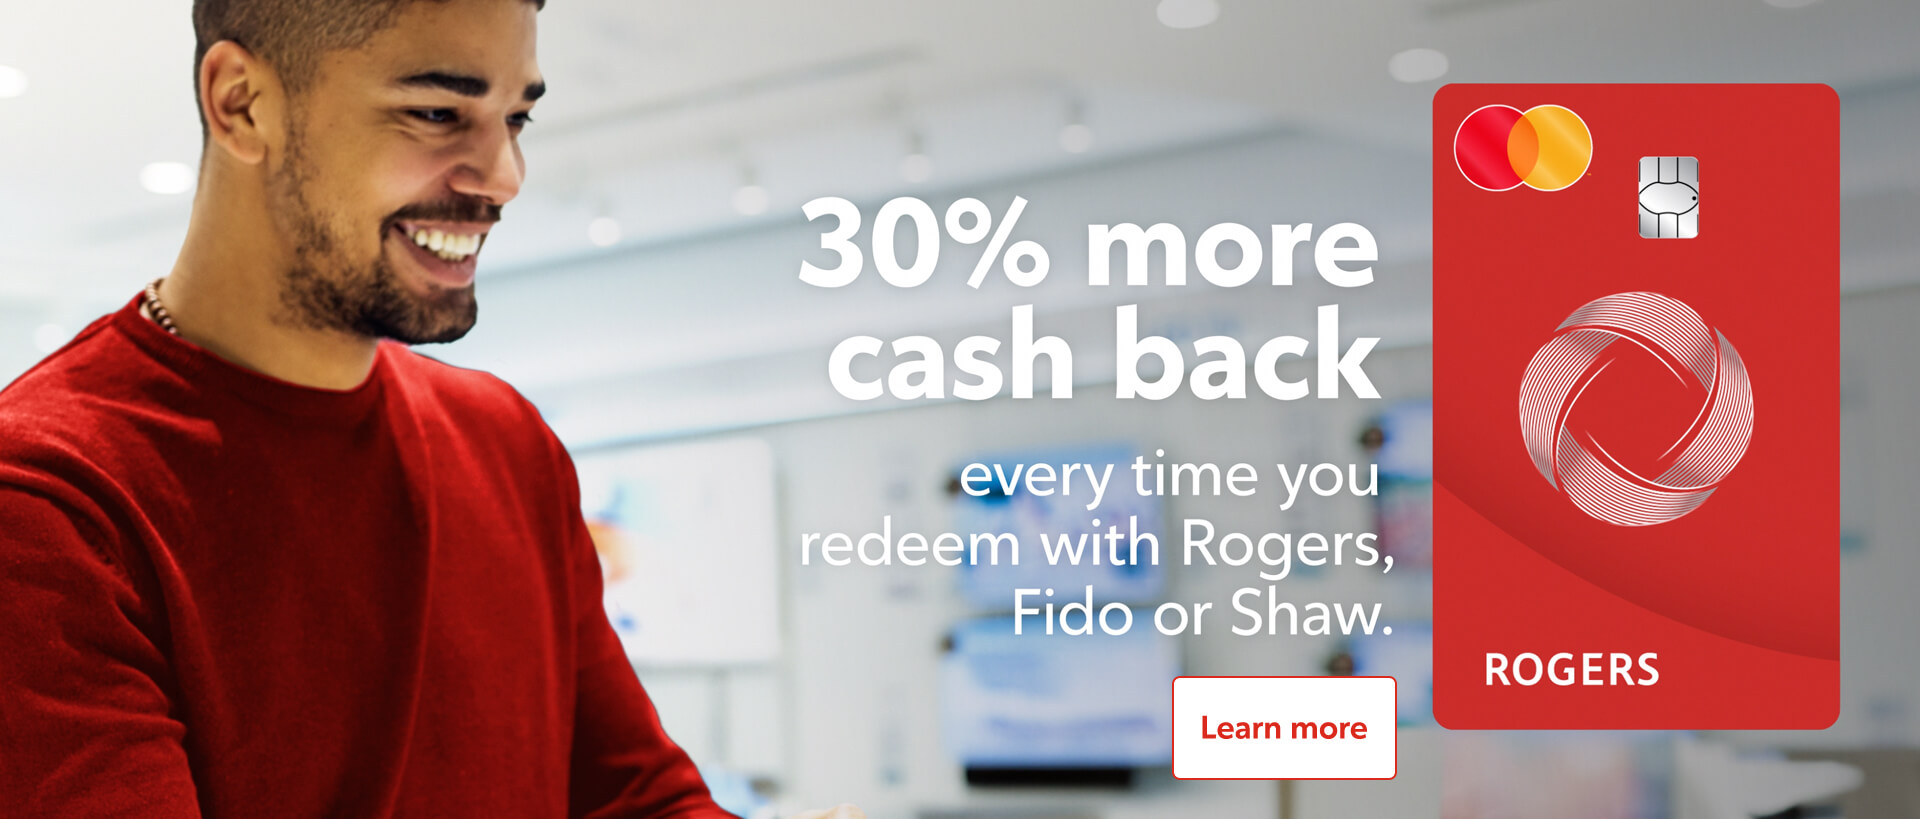 30% more
cash back
every time you
redeem with Rogers,
Fido or Shaw.
Learn more
ROGERS